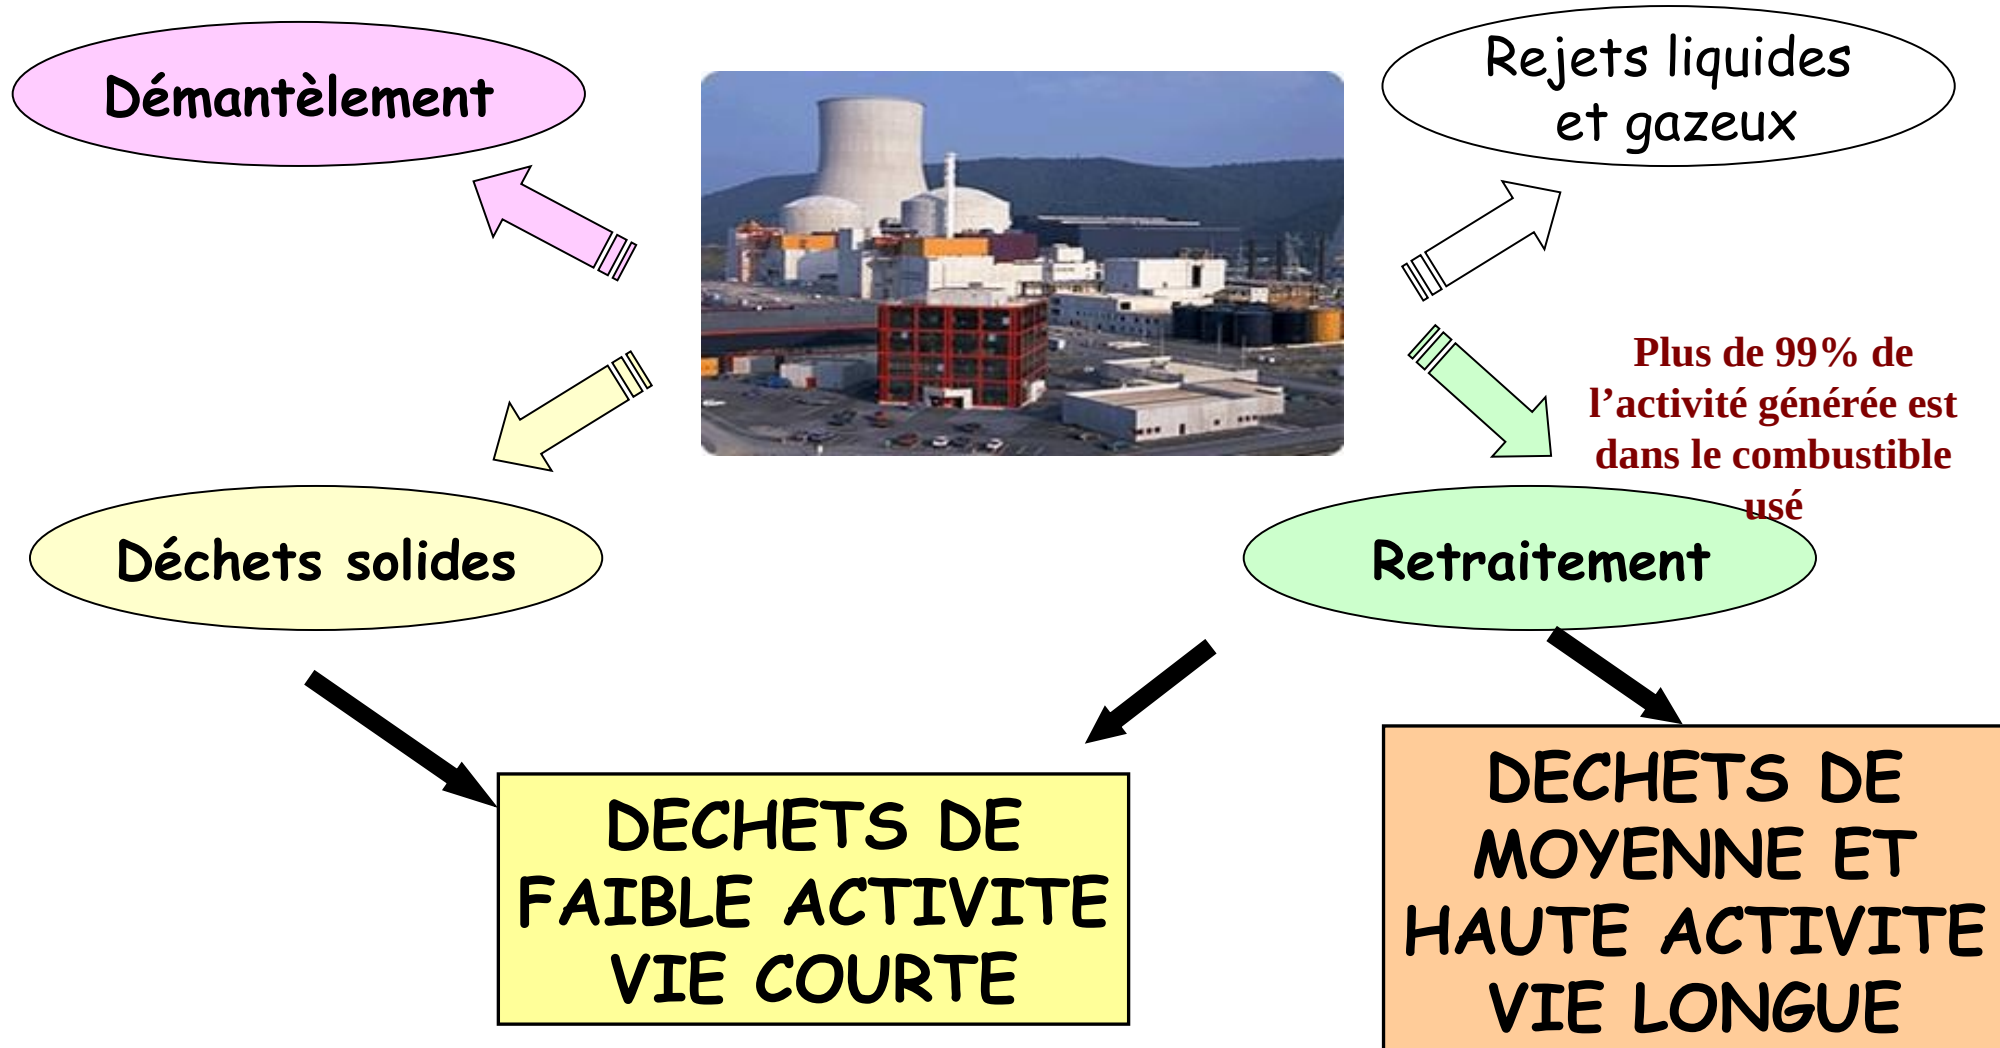 Démantèlement
Rejets liquides
et gazeux
Plus de 99% de
l’activité générée est
dans le combustible
usé
Déchets solides
Retraitement
DECHETS DE
FAIBLE ACTIVITE
VIE COURTE
DECHETS DE
MOYENNE ET
HAUTE ACTIVITE
VIE LONGUE